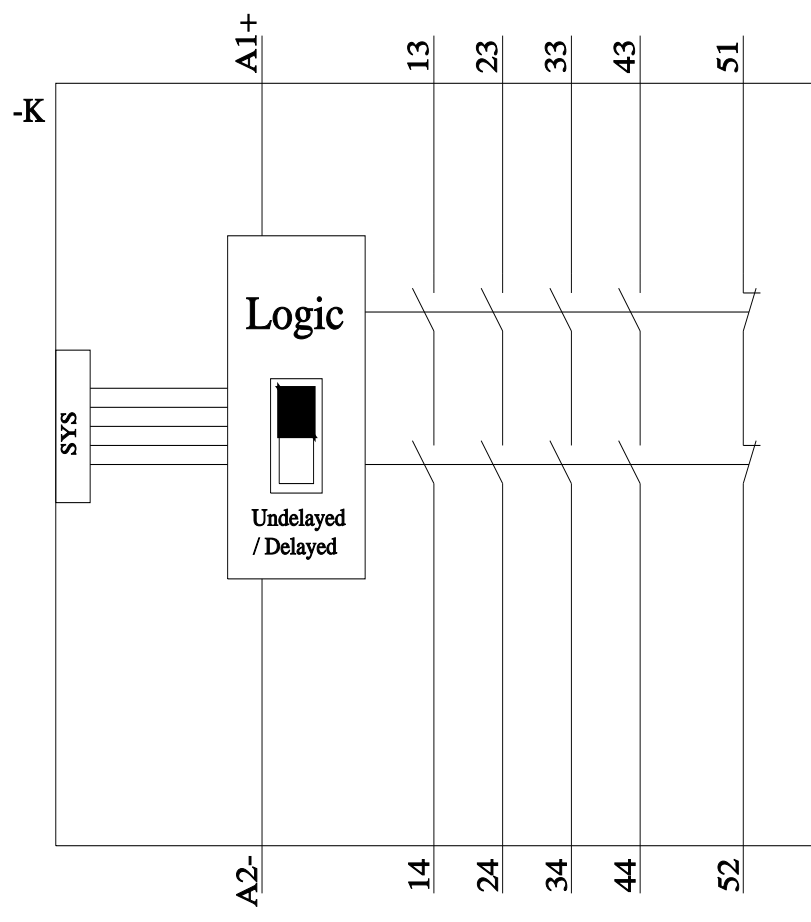 A1+
13
23
33
43
51
-K
Logic
SYS
Undelayed
/ Delayed
A2-
14
24
34
44
52